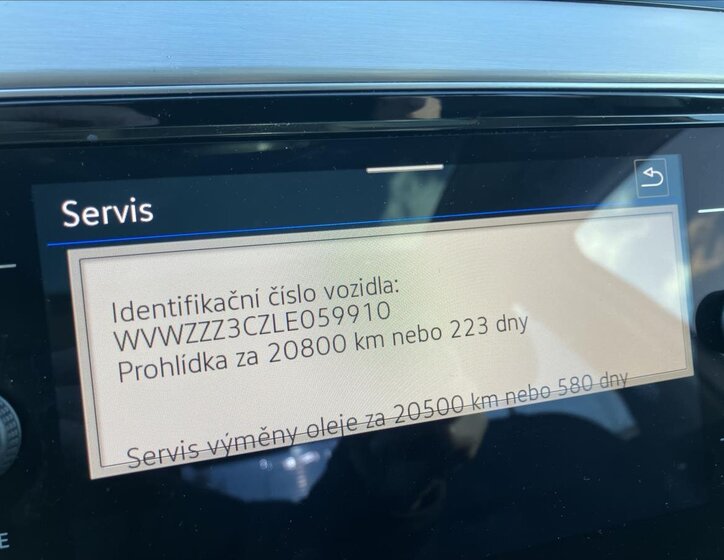 Servis
Identifikační číslo vozidla:
WVWZZZ3CZLE059910
Prohlídka za 20800 km nebo 223 dny
Servis výměny oleje za 20500 km nebo 580 dny
E